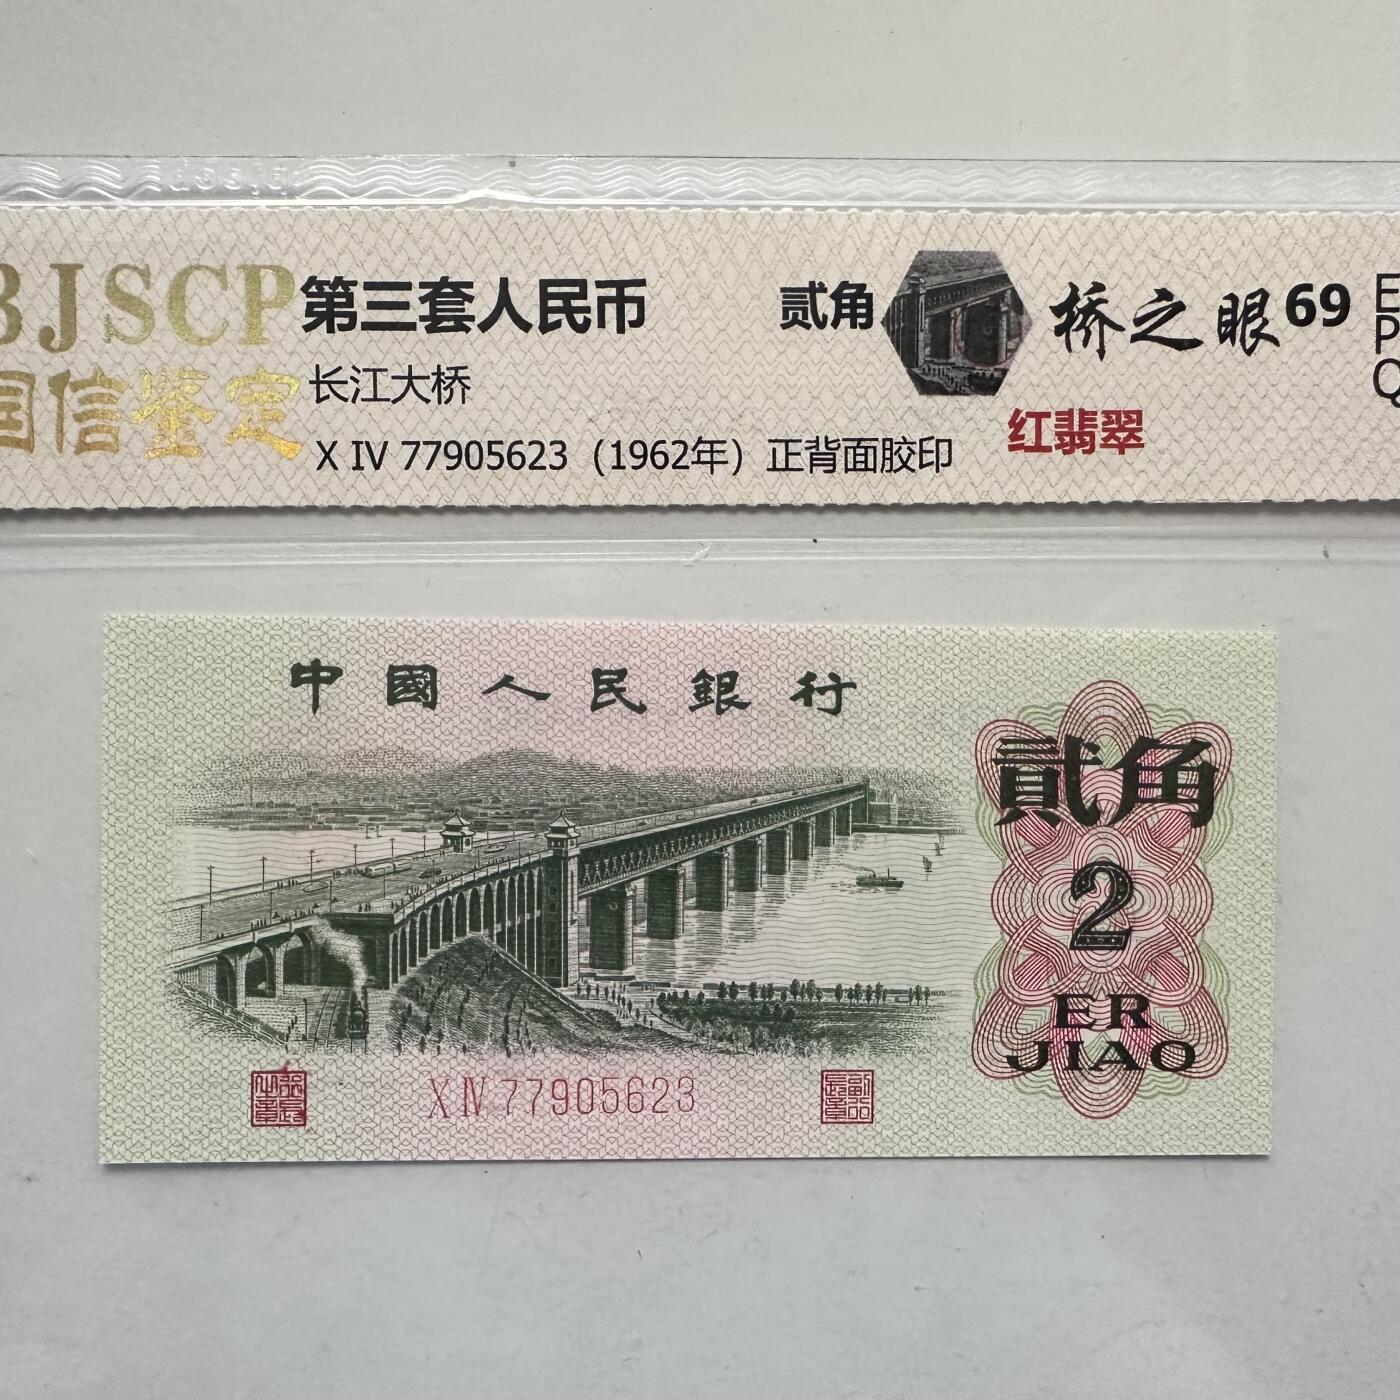 BJSCP
国信鉴定
第三套人民币
长江大桥
X IV 77905623（1962年）正背面胶印
贰角
桥之眼69
红翡翠
E
P
Q
中國人民銀行
貳角
2
ER
JIAO
X IV 77905623